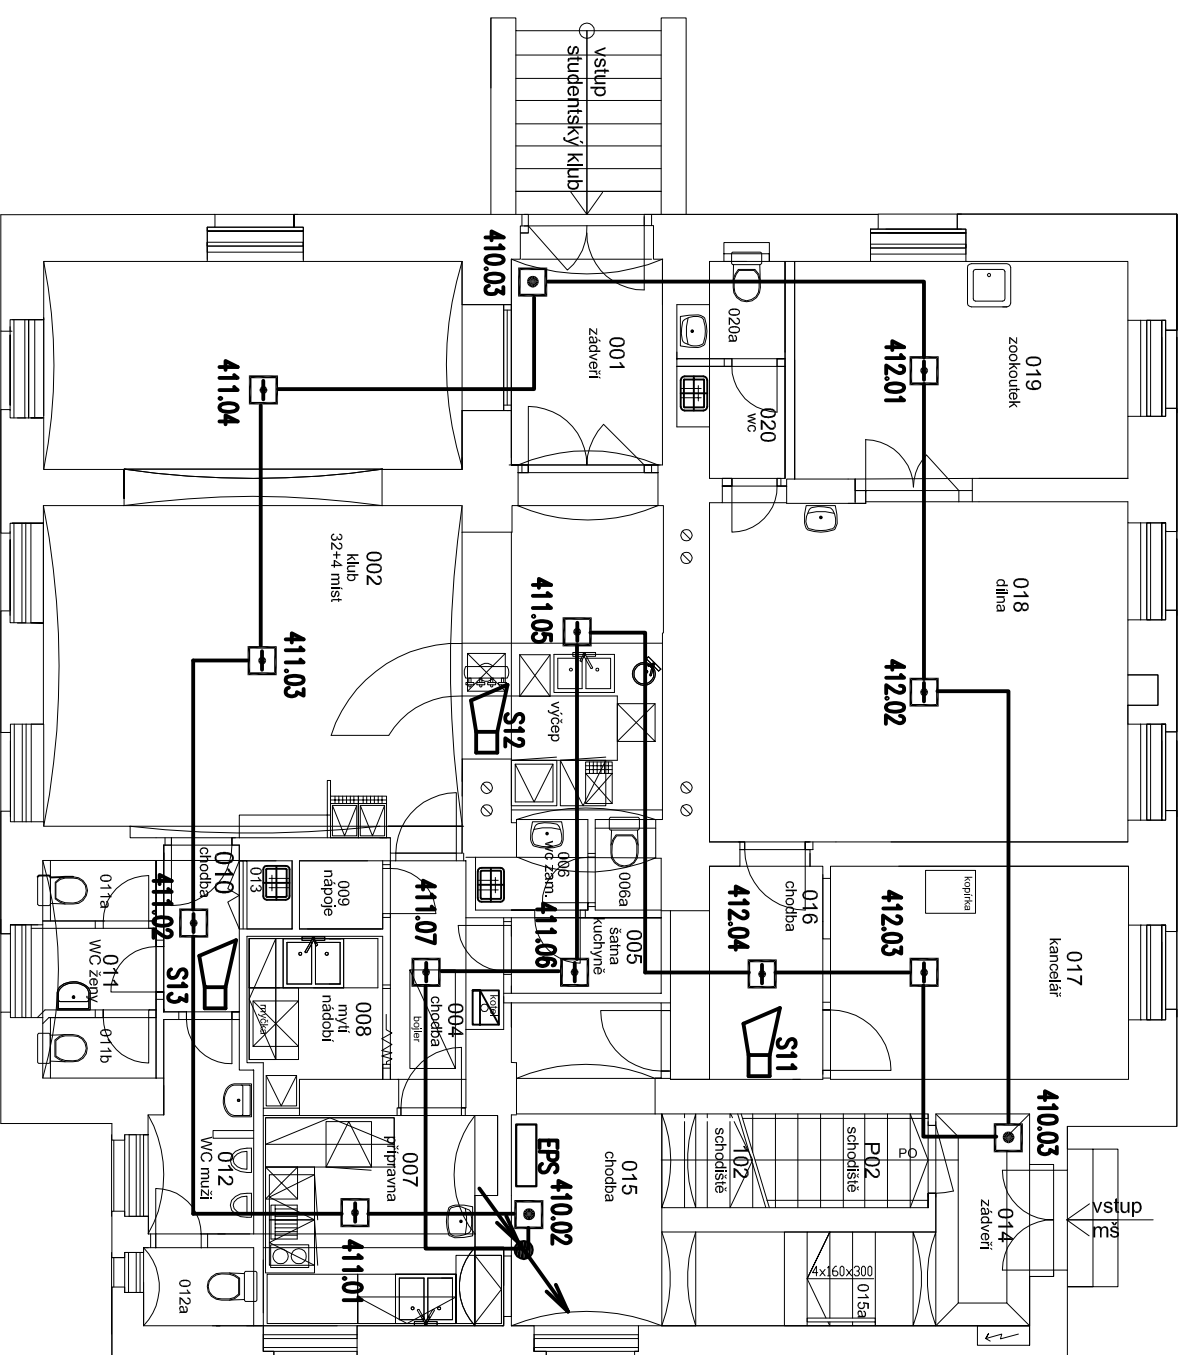 vstup
studentský klub
410.03
001
zádveří
020a
020
wc
412.01
019
zookoutek
411.04
002
klub
32+4 míst
411.03
411.05
S12
výčep
018
dílna
412.02
010
chodba
013
009
nápoje
411.07
006
wc zam.
006a
411.06
005
šatna
kuchyně
412.04
016
chodba
412.03
kopírka
017
kancelář
011a
411.02
S13
011
WC ženy
011b
myčka
008
mytí
nádobí
bojler
004
chodba
kotel
S11
410.03
012
WC muži
007
přípravna
EPS
410.02
015
chodba
102
schodiště
P02
schodiště
PO
014
zádveří
vstup
mš
012a
411.01
4x160x300
015a